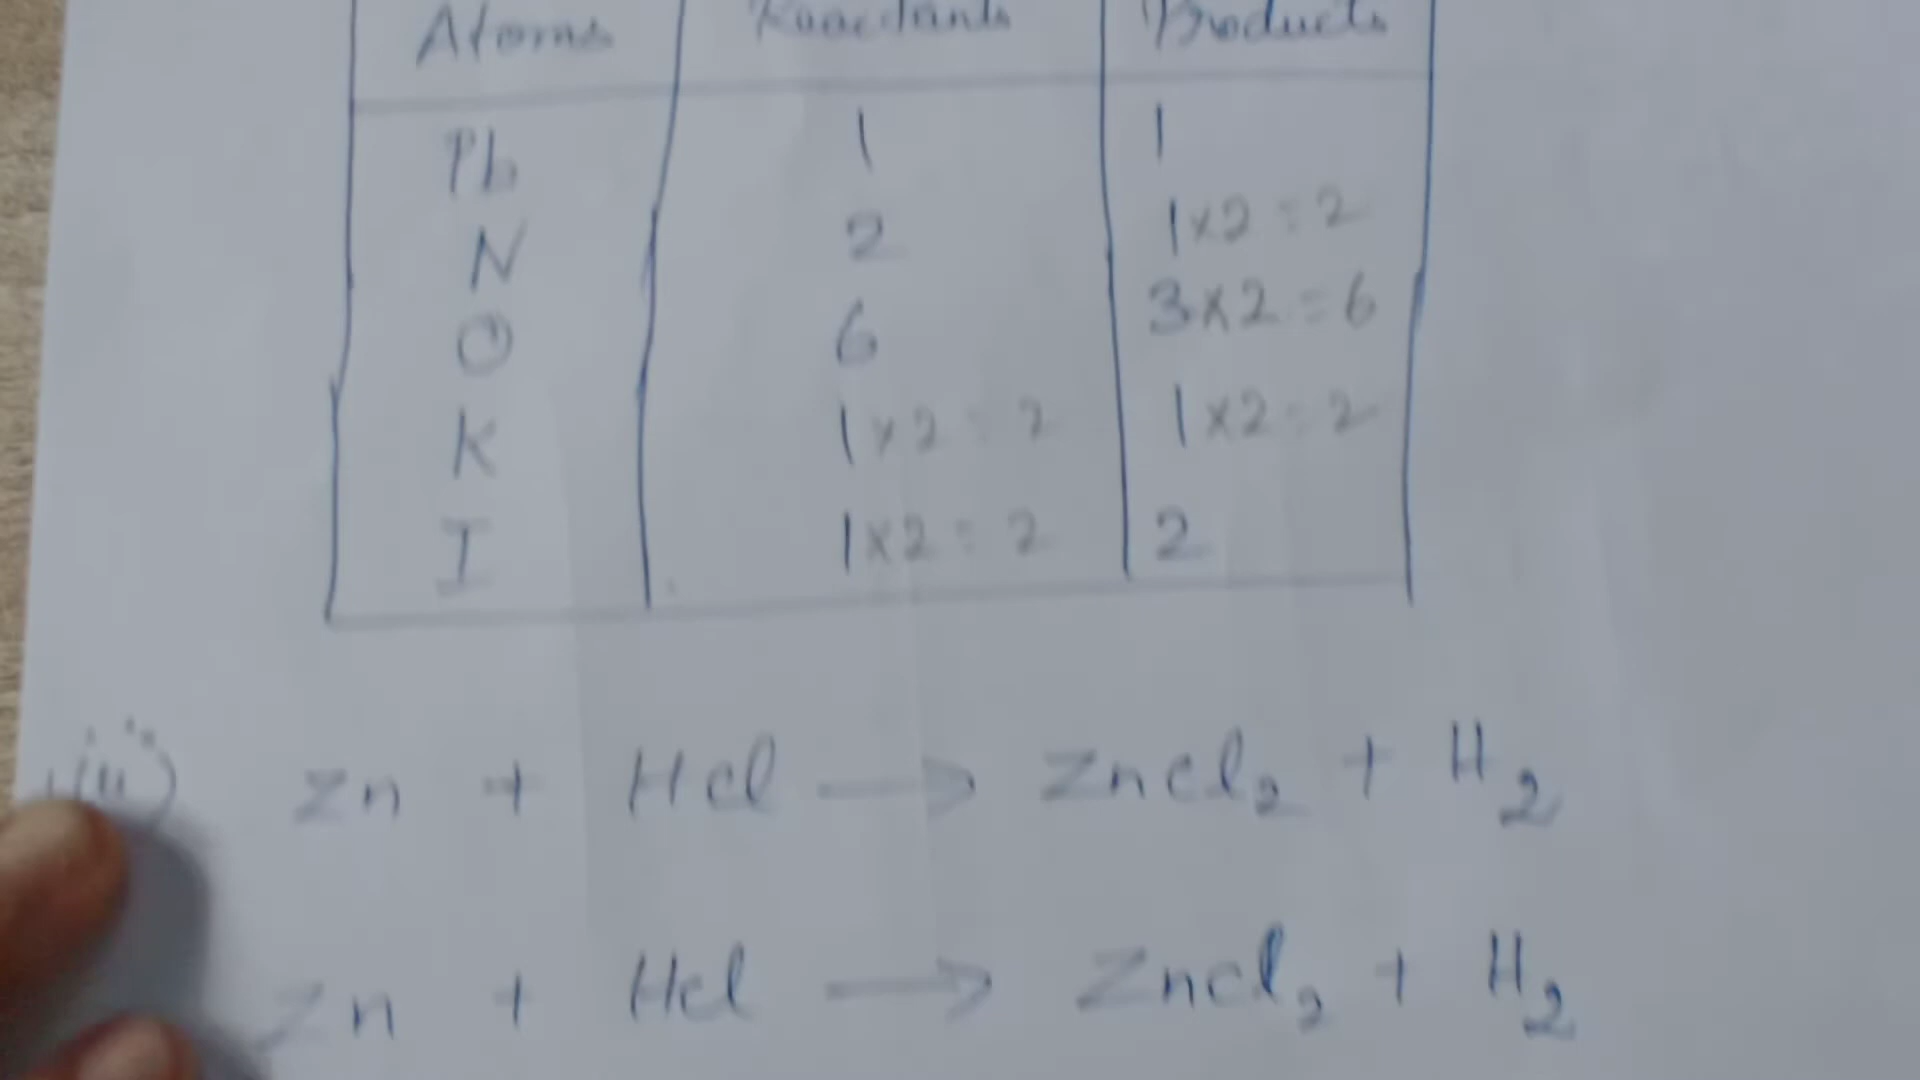 Atoms Reactants Products
Pb 1 1
N 2 1×2=2
O 6 3×2=6
K 1×2=2 1×2=2
I 1×2=2 2
(ii) Zn + HCl → ZnCl₂ + H₂
Zn + HCl → ZnCl₂ + H₂